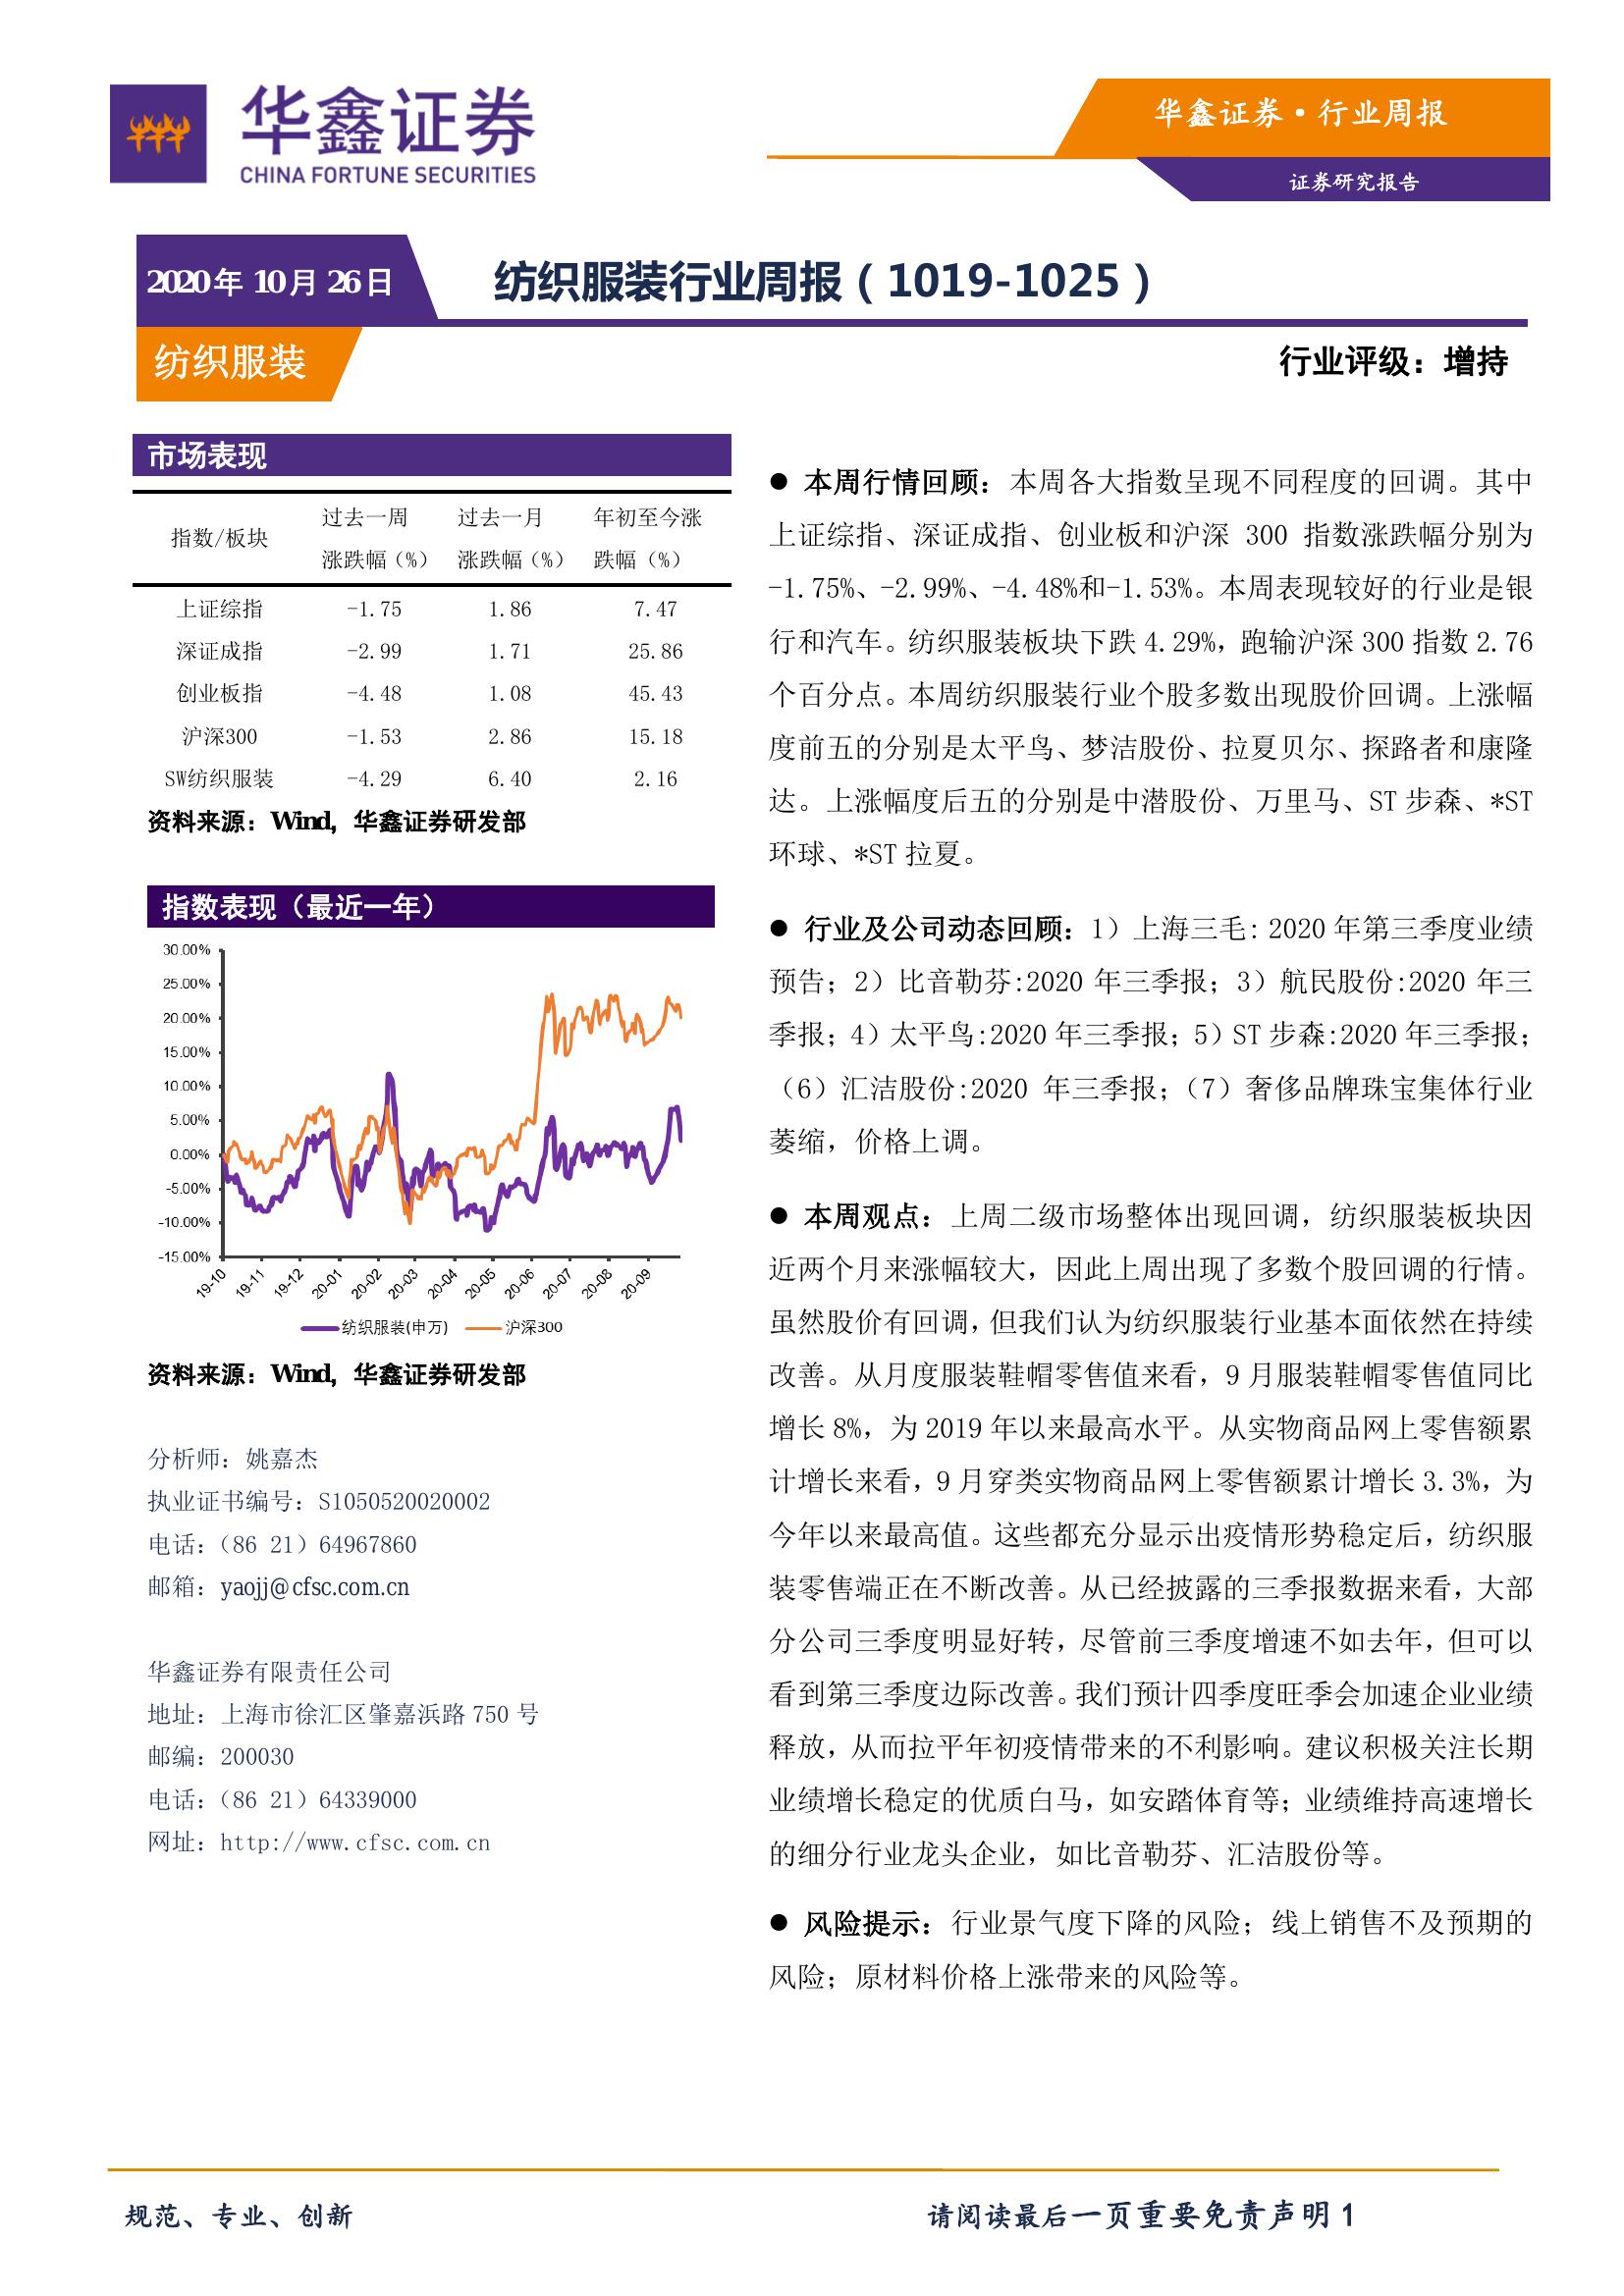 华鑫证券
CHINA FORTUNE SECURITIES
华鑫证券·行业周报
证券研究报告
2020年 10月 26日
纺织服装行业周报（1019-1025）
纺织服装
行业评级：增持
市场表现
指数/板块 过去一周涨跌幅（%） 过去一月涨跌幅（%） 年初至今涨跌幅（%）
上证综指 -1.75 1.86 7.47
深证成指 -2.99 1.71 25.86
创业板指 -4.48 1.08 45.43
沪深300 -1.53 2.86 15.18
SW纺织服装 -4.29 6.40 2.16
资料来源：Wind，华鑫证券研发部
指数表现（最近一年）
30.00%
25.00%
20.00%
15.00%
10.00%
5.00%
0.00%
-5.00%
-10.00%
-15.00%
19-10 19-11 19-12 20-01 20-02 20-03 20-04 20-05 20-06 20-07 20-08 20-09
纺织服装(申万) 沪深300
资料来源：Wind，华鑫证券研发部
分析师：姚嘉杰
执业证书编号：S1050520020002
电话：（86 21）64967860
邮箱：yaojj@cfsc.com.cn
华鑫证券有限责任公司
地址：上海市徐汇区肇嘉浜路 750 号
邮编：200030
电话：（86 21）64339000
网址：http://www.cfsc.com.cn
● 本周行情回顾：本周各大指数呈现不同程度的回调。其中
上证综指、深证成指、创业板和沪深 300 指数涨跌幅分别为
-1.75%、-2.99%、-4.48%和-1.53%。本周表现较好的行业是银
行和汽车。纺织服装板块下跌 4.29%，跑输沪深 300 指数 2.76
个百分点。本周纺织服装行业个股多数出现股价回调。上涨幅
度前五的分别是太平鸟、梦洁股份、拉夏贝尔、探路者和康隆
达。上涨幅度后五的分别是中潜股份、万里马、ST 步森、*ST
环球、*ST 拉夏。
● 行业及公司动态回顾：1）上海三毛: 2020 年第三季度业绩
预告；2）比音勒芬:2020 年三季报；3）航民股份:2020 年三
季报；4）太平鸟:2020 年三季报；5）ST 步森:2020 年三季报；
（6）汇洁股份:2020 年三季报；（7）奢侈品牌珠宝集体行业
萎缩，价格上调。
● 本周观点：上周二级市场整体出现回调，纺织服装板块因
近两个月来涨幅较大，因此上周出现了多数个股回调的行情。
虽然股价有回调，但我们认为纺织服装行业基本面依然在持续
改善。从月度服装鞋帽零售值来看，9 月服装鞋帽零售值同比
增长 8%，为 2019 年以来最高水平。从实物商品网上零售额累
计增长来看，9 月穿类实物商品网上零售额累计增长 3.3%，为
今年以来最高值。这些都充分显示出疫情形势稳定后，纺织服
装零售端正在不断改善。从已经披露的三季报数据来看，大部
分公司三季度明显好转，尽管前三季度增速不如去年，但可以
看到第三季度边际改善。我们预计四季度旺季会加速企业业绩
释放，从而拉平年初疫情带来的不利影响。建议积极关注长期
业绩增长稳定的优质白马，如安踏体育等；业绩维持高速增长
的细分行业龙头企业，如比音勒芬、汇洁股份等。
● 风险提示：行业景气度下降的风险；线上销售不及预期的
风险；原材料价格上涨带来的风险等。
规范、专业、创新
请阅读最后一页重要免责声明 1